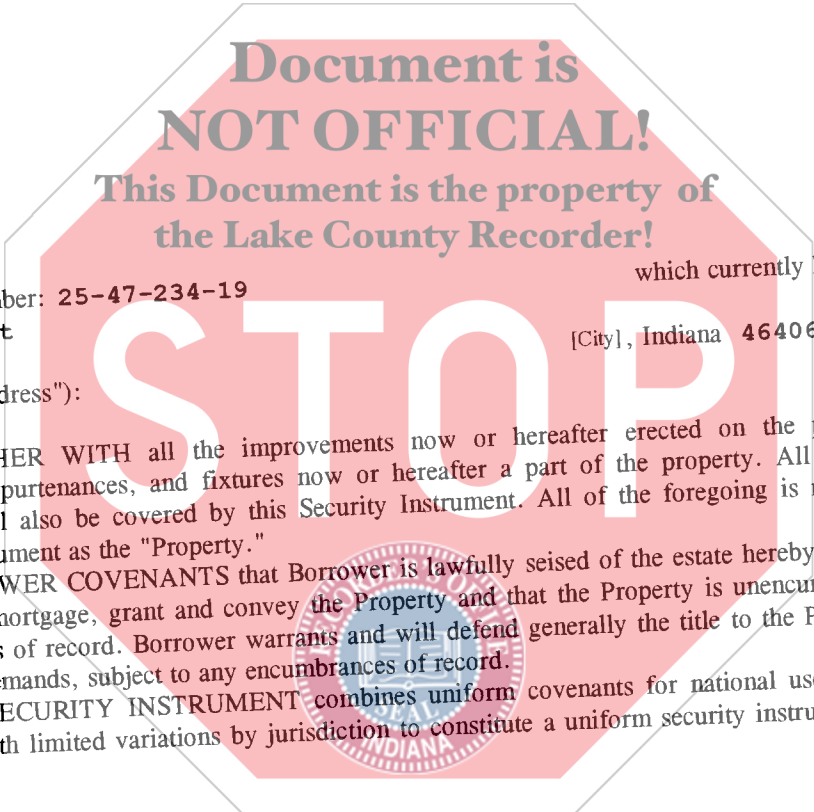 Document is
NOT OFFICIAL!
This Document is the property of
the Lake County Recorder!
which currently
ber: 25-47-234-19
t
[City], Indiana 46406
dress"):
STOP
HER WITH all the improvements now or hereafter erected on the
purtenances, and fixtures now or hereafter a part of the property. All
l also be covered by this Security Instrument. All of the foregoing is
ument as the "Property."
WER COVENANTS that Borrower is lawfully seised of the estate hereby
mortgage, grant and convey the Property and that the Property is unencum
s of record. Borrower warrants and will defend generally the title to the P
emands, subject to any encumbrances of record.
ECURITY INSTRUMENT combines uniform covenants for national us
th limited variations by jurisdiction to constitute a uniform security instru
SEAL
INDIANA